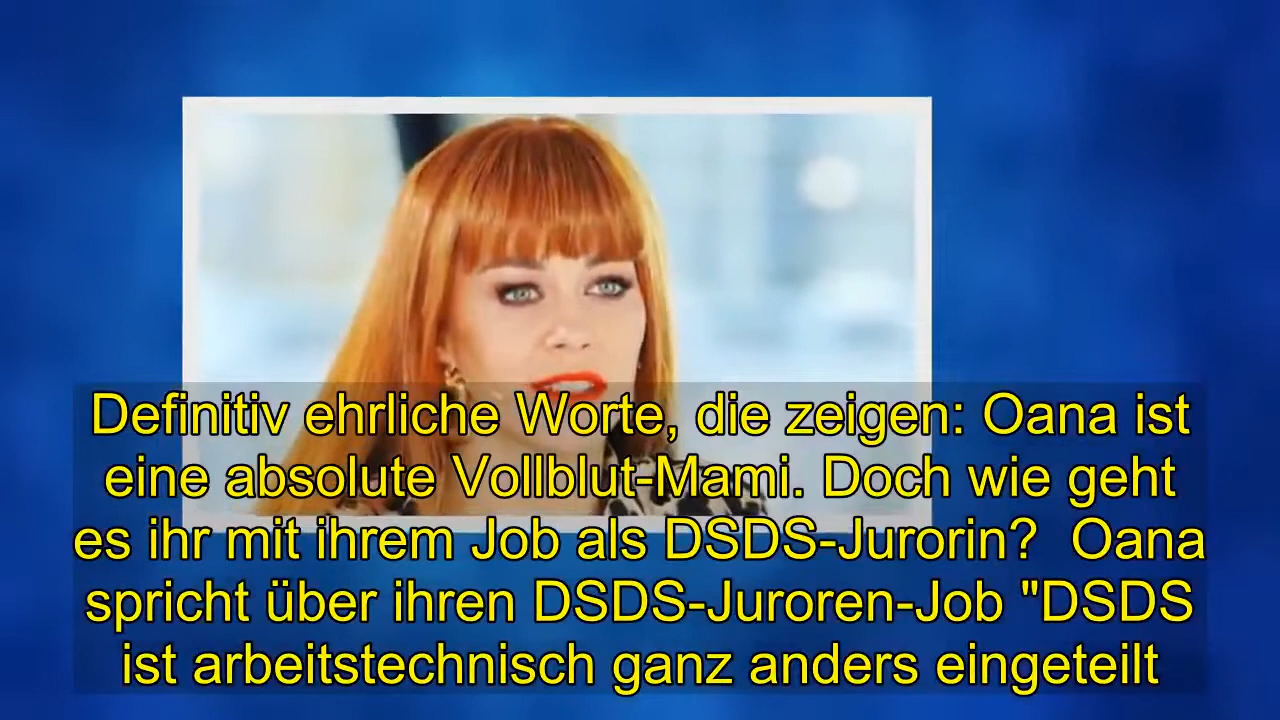 Definitiv ehrliche Worte, die zeigen: Oana ist
eine absolute Vollblut-Mami. Doch wie geht
es ihr mit ihrem Job als DSDS-Jurorin?  Oana
spricht über ihren DSDS-Juroren-Job "DSDS
ist arbeitstechnisch ganz anders eingeteilt